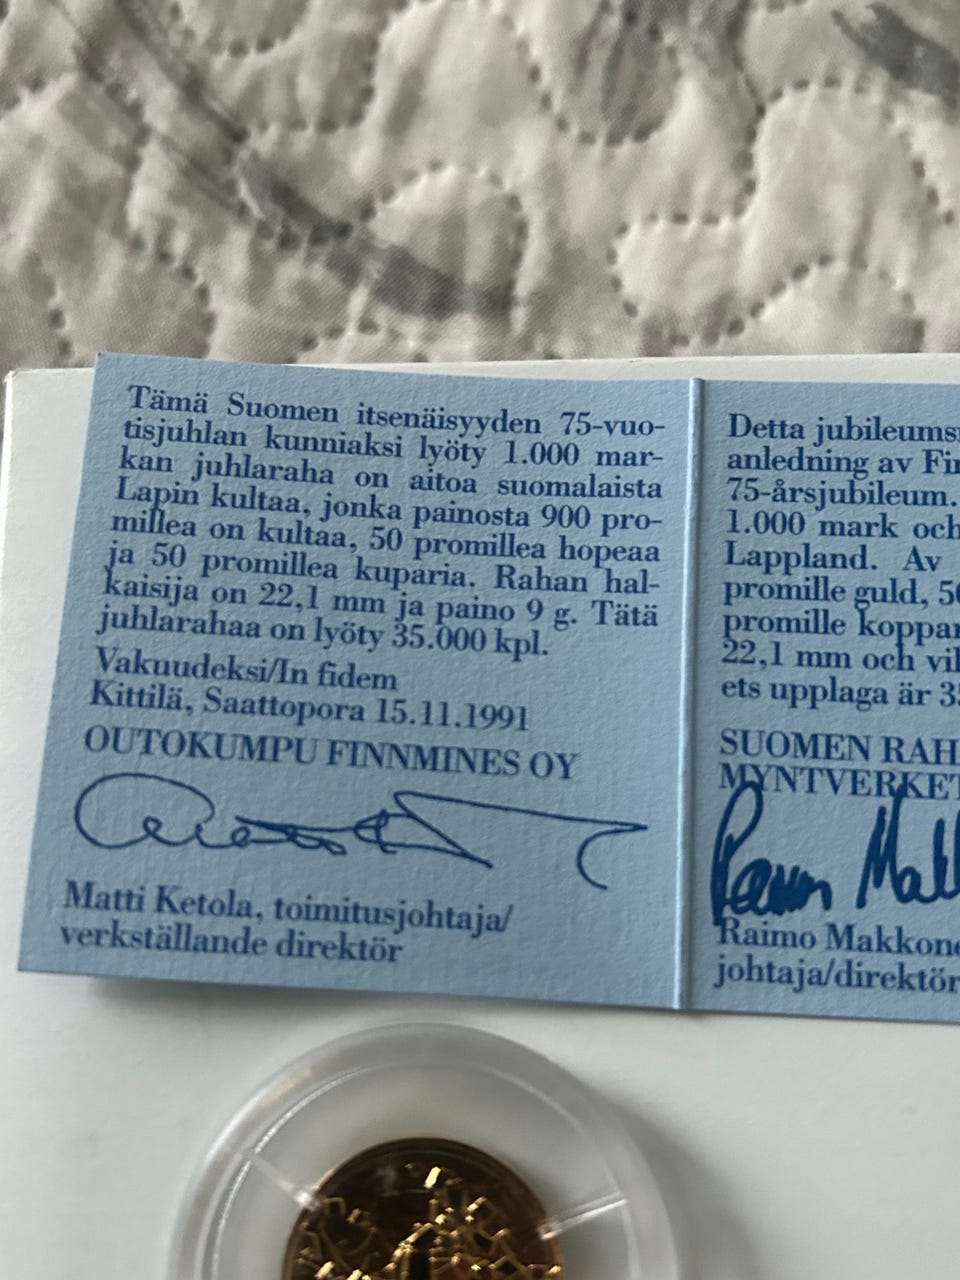 Tämä Suomen itsenäisyyden 75-vuo-
tisjuhlan kunniaksi lyöty 1.000 mar-
kan juhlaraha on aitoa suomalaista
Lapin kultaa, jonka painosta 900 pro-
millea on kultaa, 50 promillea hopeaa
ja 50 promillea kuparia. Rahan hal-
kaisija on 22,1 mm ja paino 9 g. Tätä
juhlarahaa on lyöty 35.000 kpl.
Vakuudeksi/In fidem
Kittilä, Saattopora 15.11.1991
OUTOKUMPU FINNMINES OY
Matti Ketola, toimitusjohtaja/
verkställande direktör
Detta jubileums
anledning av Fin
75-årsjubileum.
1.000 mark och
Lappland. Av
promille guld, 50
promille koppar
22,1 mm och vi
ets upplaga är 3
SUOMEN RAH
MYNTVERKET
Raimo Makkone
johtaja/direktör